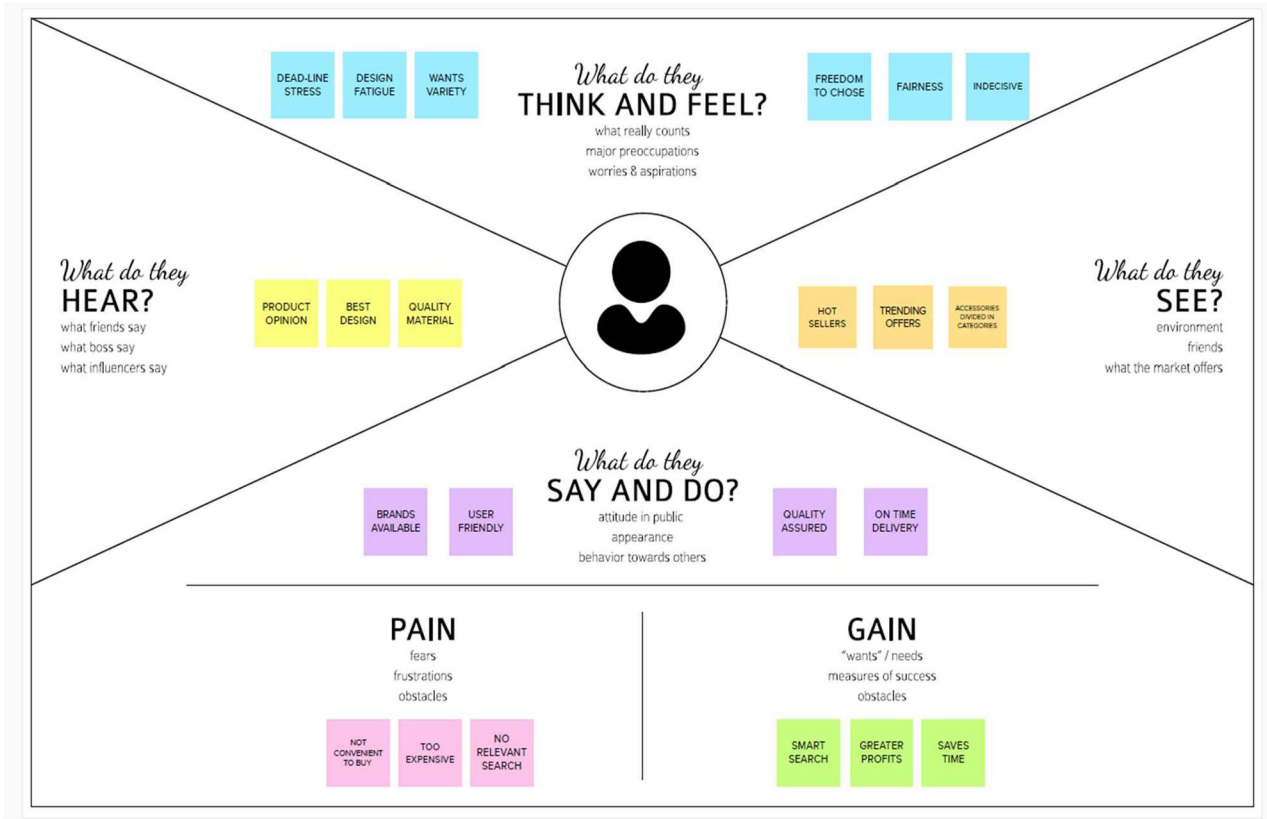 DEAD-LINE
STRESS
DESIGN
FATIGUE
WANTS
VARIETY
What do they
THINK AND FEEL?
what really counts
major preoccupations
worries & aspirations
FREEDOM
TO CHOSE
FAIRNESS
INDECISIVE
What do they
HEAR?
what friends say
what boss say
what influencers say
PRODUCT
OPINION
BEST
DESIGN
QUALITY
MATERIAL
HOT
SELLERS
TRENDING
OFFERS
ACCESSORIES
DIVIDED IN
CATEGORIES
What do they
SEE?
environment
friends
what the market offers
BRANDS
AVAILABLE
USER
FRIENDLY
What do they
SAY AND DO?
attitude in public
appearance
behavior towards others
QUALITY
ASSURED
ON TIME
DELIVERY
PAIN
fears
frustrations
obstacles
NOT
CONVENIENT
TO BUY
TOO
EXPENSIVE
NO
RELEVANT
SEARCH
GAIN
"wants" / needs
measures of success
obstacles
SMART
SEARCH
GREATER
PROFITS
SAVES
TIME